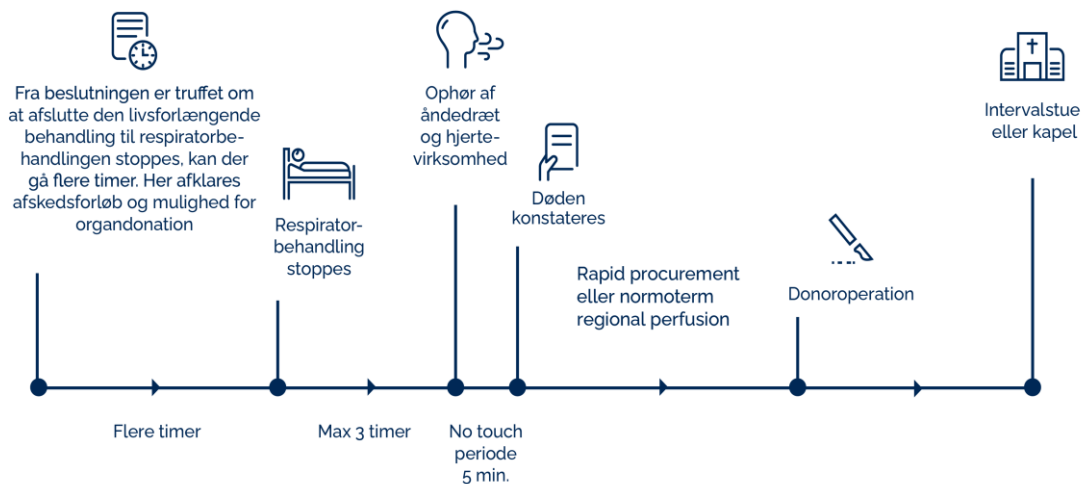 Fra beslutningen er truffet om
at afslutte den livsforlængende
behandling til respiratorbe-
handlingen stoppes, kan der
gå flere timer. Her afklares
afskedsforløb og mulighed for
organdonation
Respirator-
behandling
stoppes
Ophør af
åndedræt
og hjerte-
virksomhed
Døden
konstateres
Rapid procurement
eller normoterm
regional perfusion
Donoroperation
Intervalstue
eller kapel
Flere timer
Max 3 timer
No touch
periode
5 min.